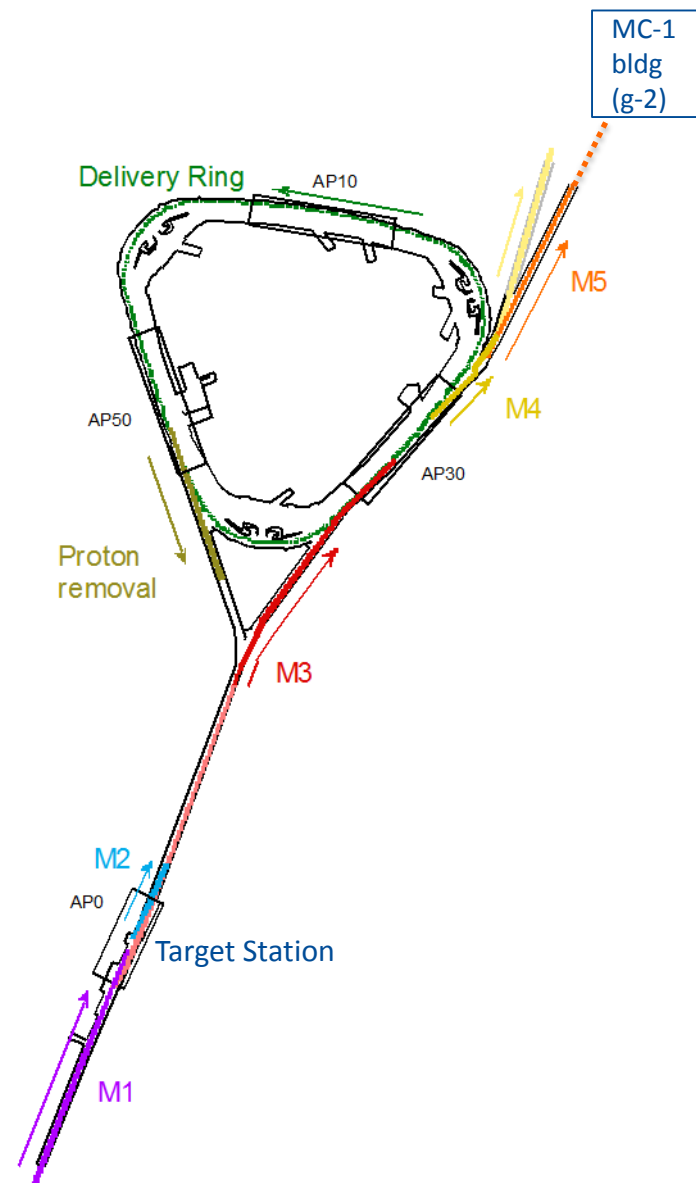 MC-1
bldg
(g-2)
Delivery Ring
AP10
M5
M4
AP50
AP30
Proton
removal
M3
M2
AP0
Target Station
M1